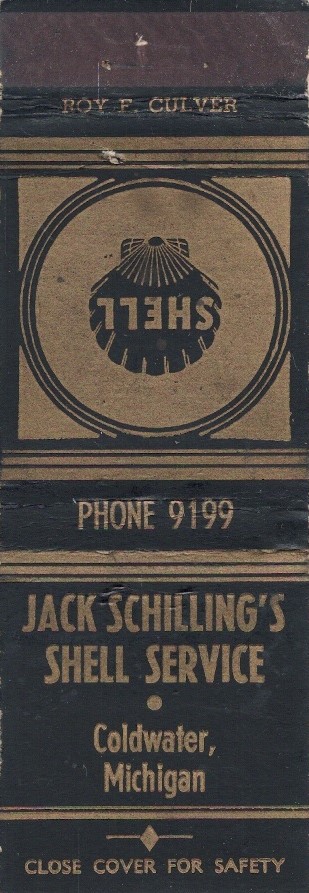 ROY F. CULVER
SHELL
PHONE 9199
JACK SCHILLING'S
SHELL SERVICE
Coldwater,
Michigan
CLOSE COVER FOR SAFETY